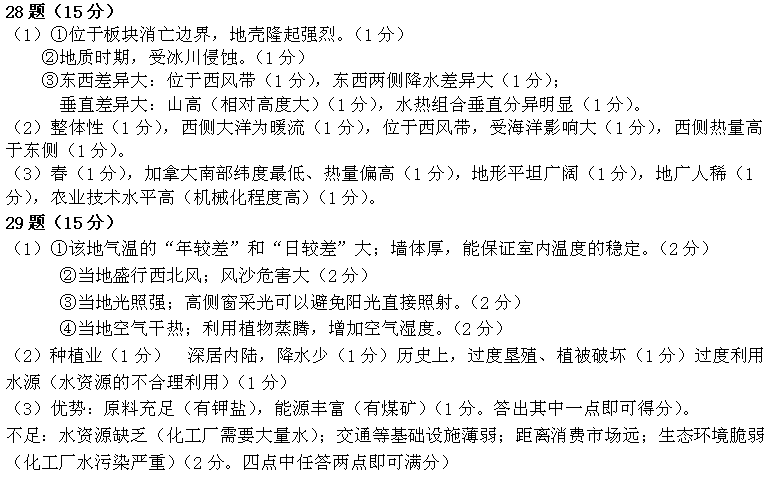 28题（15分）
（1）①位于板块消亡边界，地壳隆起强烈。（1分）
②地质时期，受冰川侵蚀。（1分）
③东西差异大：位于西风带（1分），东西两侧降水差异大（1分）；
垂直差异大：山高（相对高度大）（1分），水热组合垂直分异明显（1分）。
（2）整体性（1分），西侧大洋为暖流（1分），位于西风带，受海洋影响大（1分），西侧热量高
于东侧（1分）。
（3）春（1分），加拿大南部纬度最低、热量偏高（1分），地形平坦广阔（1分），地广人稀（1
分），农业技术水平高（机械化程度高）（1分）。
29题（15分）
（1）①该地气温的“年较差”和“日较差”大；墙体厚，能保证室内温度的稳定。（2分）
②当地盛行西北风；风沙危害大（2分）
③当地光照强；高侧窗采光可以避免阳光直接照射。（2分）
④当地空气干热；利用植物蒸腾，增加空气湿度。（2分）
（2）种植业（1分） 深居内陆，降水少（1分）历史上，过度垦殖、植被破坏（1分）过度利用
水源（水资源的不合理利用）（1分）
（3）优势：原料充足（有钾盐），能源丰富（有煤矿）（1分。答出其中一点即可得分）。
不足：水资源缺乏（化工厂需要大量水）；交通等基础设施薄弱；距离消费市场远；生态环境脆弱
（化工厂水污染严重）（2分。四点中任答两点即可满分）